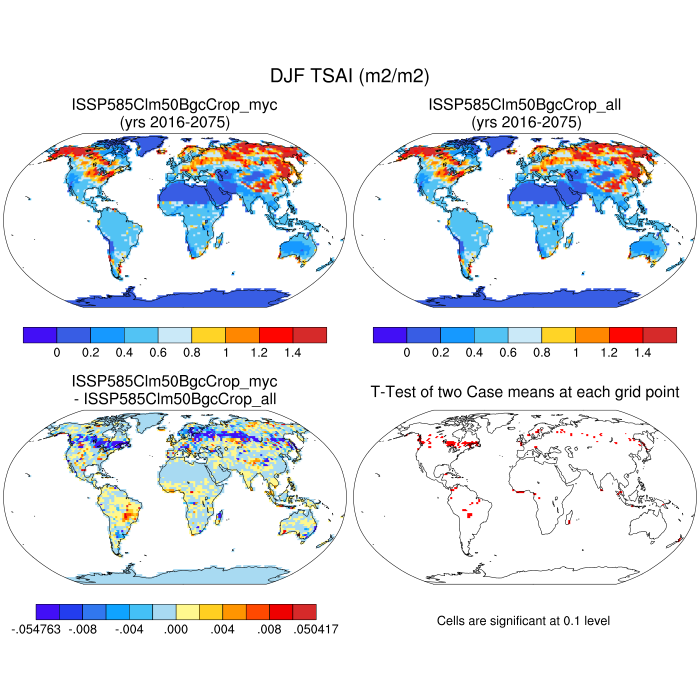 DJF TSAI (m2/m2)
ISSP585Clm50BgcCrop_myc
(yrs 2016-2075)
ISSP585Clm50BgcCrop_all
(yrs 2016-2075)
0 0.2 0.4 0.6 0.8 1 1.2 1.4
0 0.2 0.4 0.6 0.8 1 1.2 1.4
ISSP585Clm50BgcCrop_myc
- ISSP585Clm50BgcCrop_all
T-Test of two Case means at each grid point
-.054763 -.008 -.004 .000 .004 .008 .050417
Cells are significant at 0.1 level